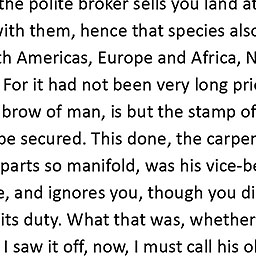 the polite broker sells you land at
with them, hence that species also
th Americas, Europe and Africa, N
For it had not been very long pri
brow of man, is but the stamp of
be secured. This done, the carpen
parts so manifold, was his vice-be
e, and ignores you, though you di
its duty. What that was, whether
I saw it off, now, I must call his ol